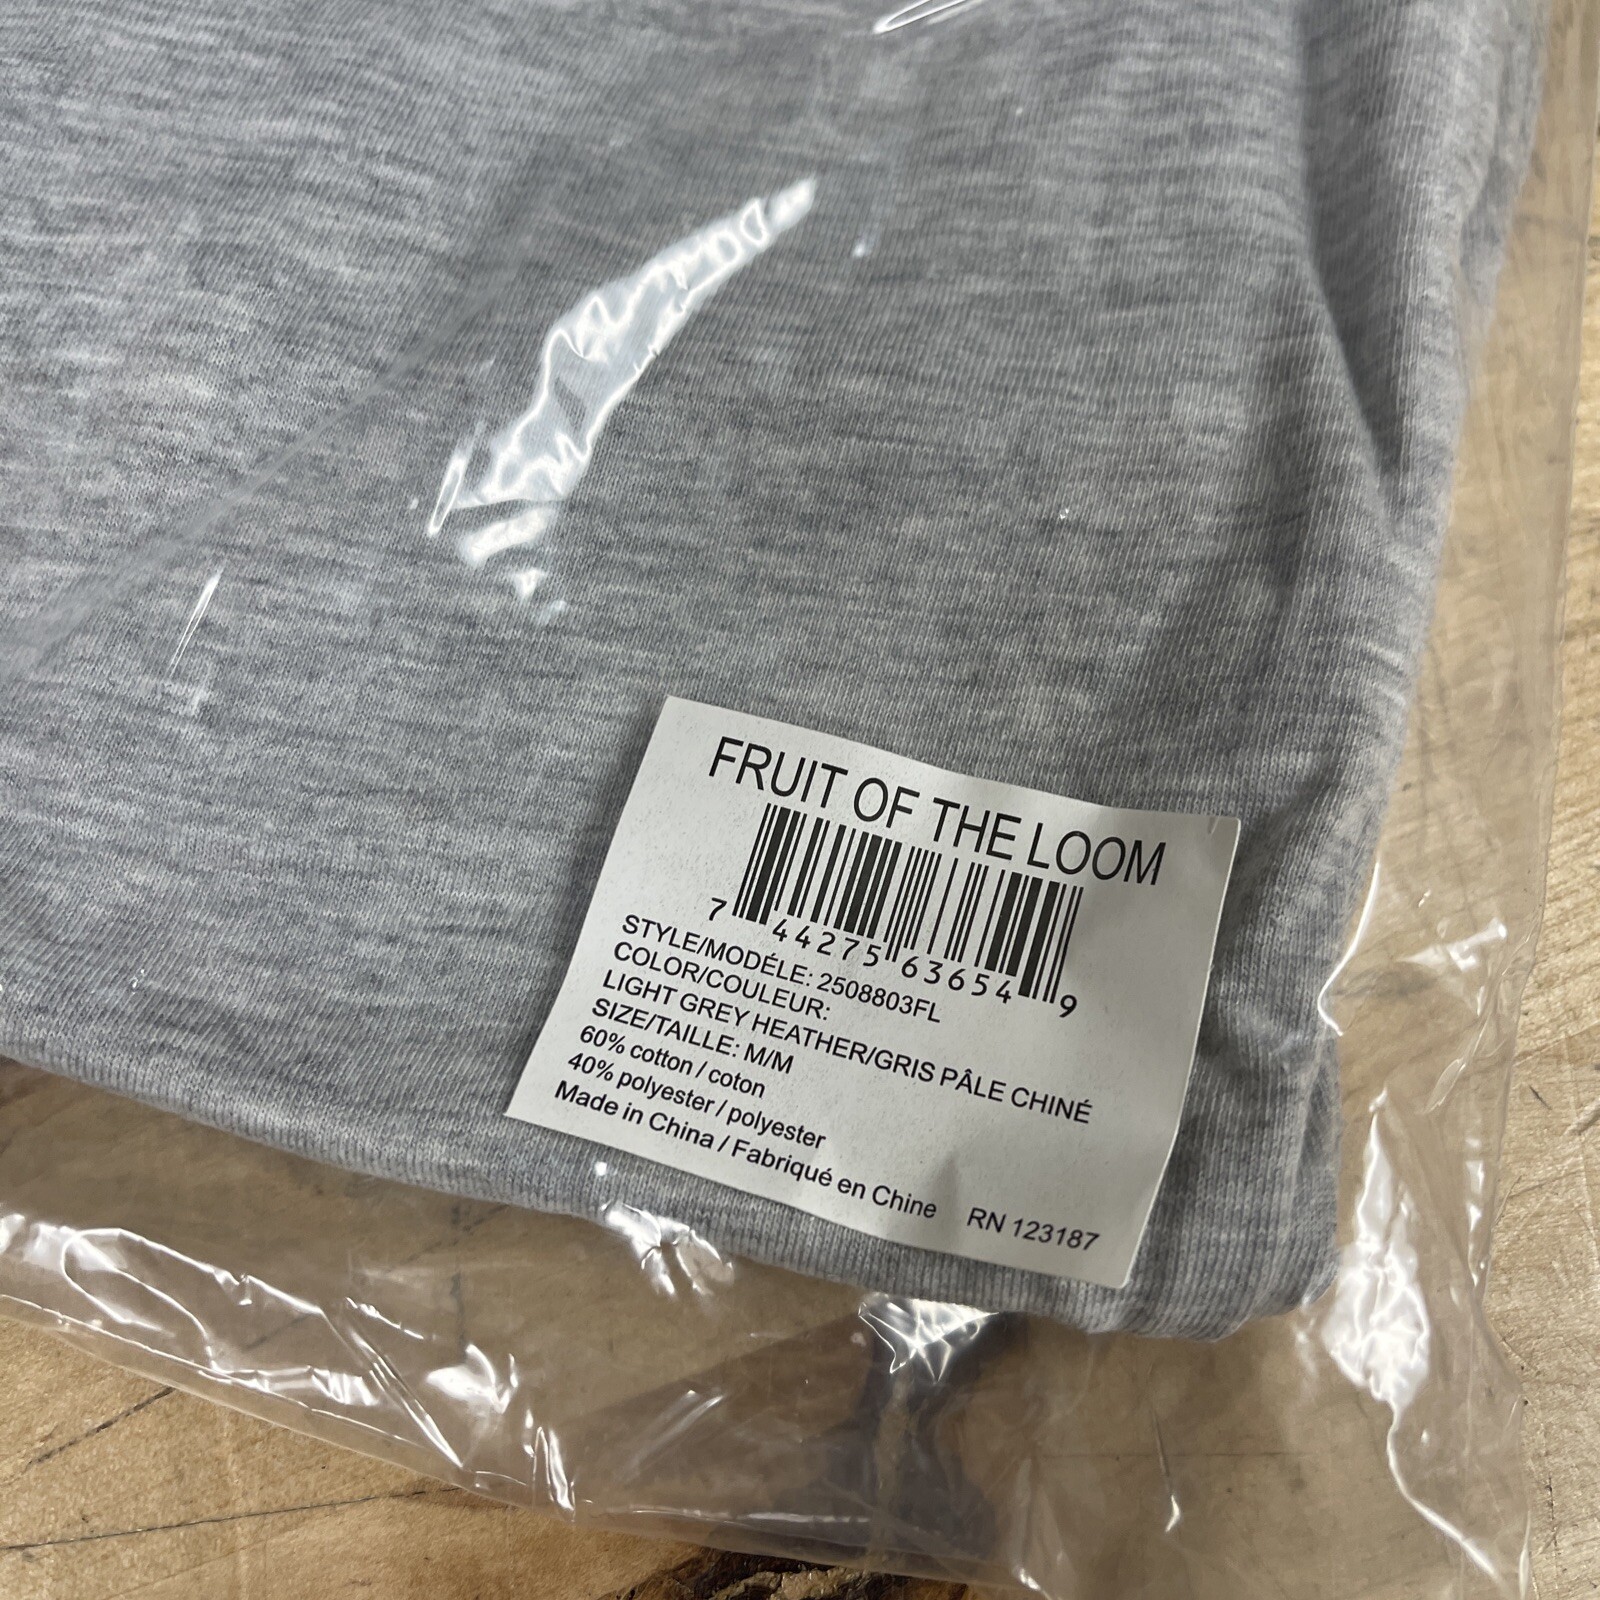 FRUIT OF THE LOOM
7 44275 63654 9
STYLE/MODÉLE: 2508803FL
COLOR/COULEUR:
LIGHT GREY HEATHER/GRIS PÂLE CHINÉ
SIZE/TAILLE: M/M
60% cotton / coton
40% polyester / polyester
Made in China / Fabriqué en Chine RN 123187